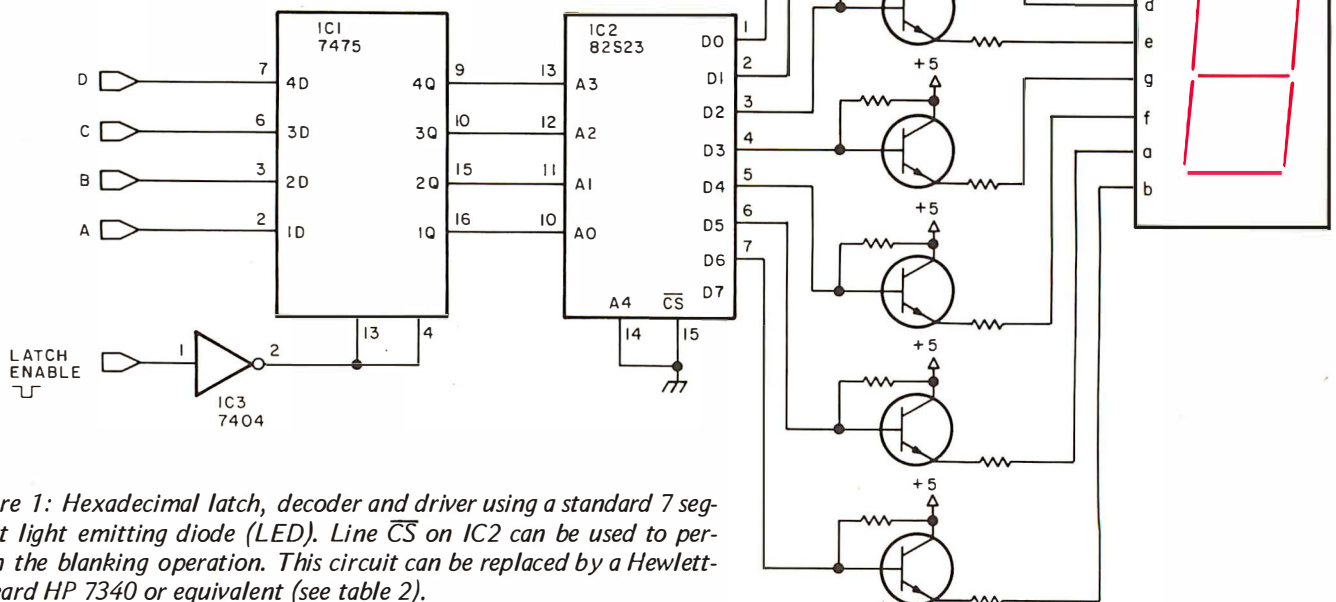 IC1
7475
D
7
4D
4Q
9
C
6
3D
3Q
10
B
3
2D
2Q
15
A
2
1D
1Q
16
13
4
LATCH
ENABLE
1
2
IC3
7404
IC2
82S23
13
A3
12
A2
11
A1
10
A0
D0
1
D1
2
D2
3
D3
4
D4
5
D5
6
D6
7
D7
A4
CS
14
15
+5
+5
+5
+5
d
e
g
f
a
b
re 1: Hexadecimal latch, decoder and driver using a standard 7 seg-
t light emitting diode (LED). Line CS on IC2 can be used to per-
the blanking operation. This circuit can be replaced by a Hewlett-
ard HP 7340 or equivalent (see table 2).